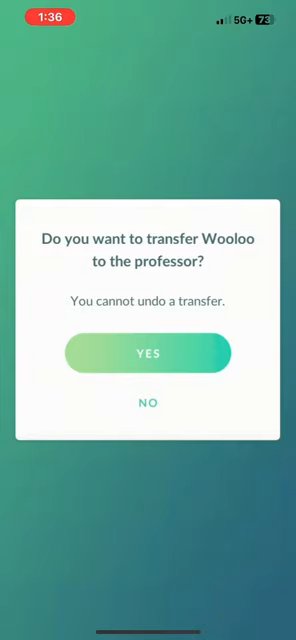 1:36
5G+ 73
Do you want to transfer Wooloo
to the professor?
You cannot undo a transfer.
YES
NO